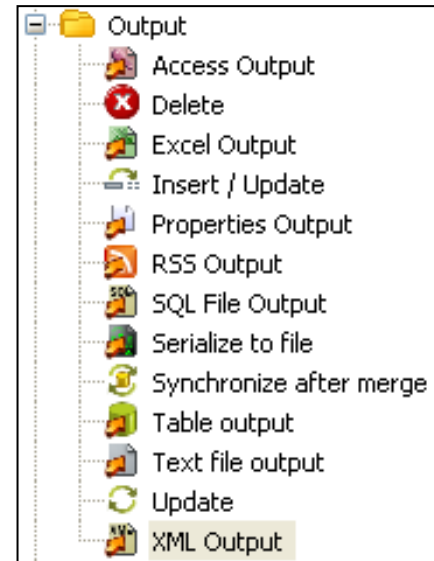 Output
Access Output
Delete
Excel Output
Insert / Update
Properties Output
RSS Output
SQL File Output
Serialize to file
Synchronize after merge
Table output
Text file output
Update
XML Output